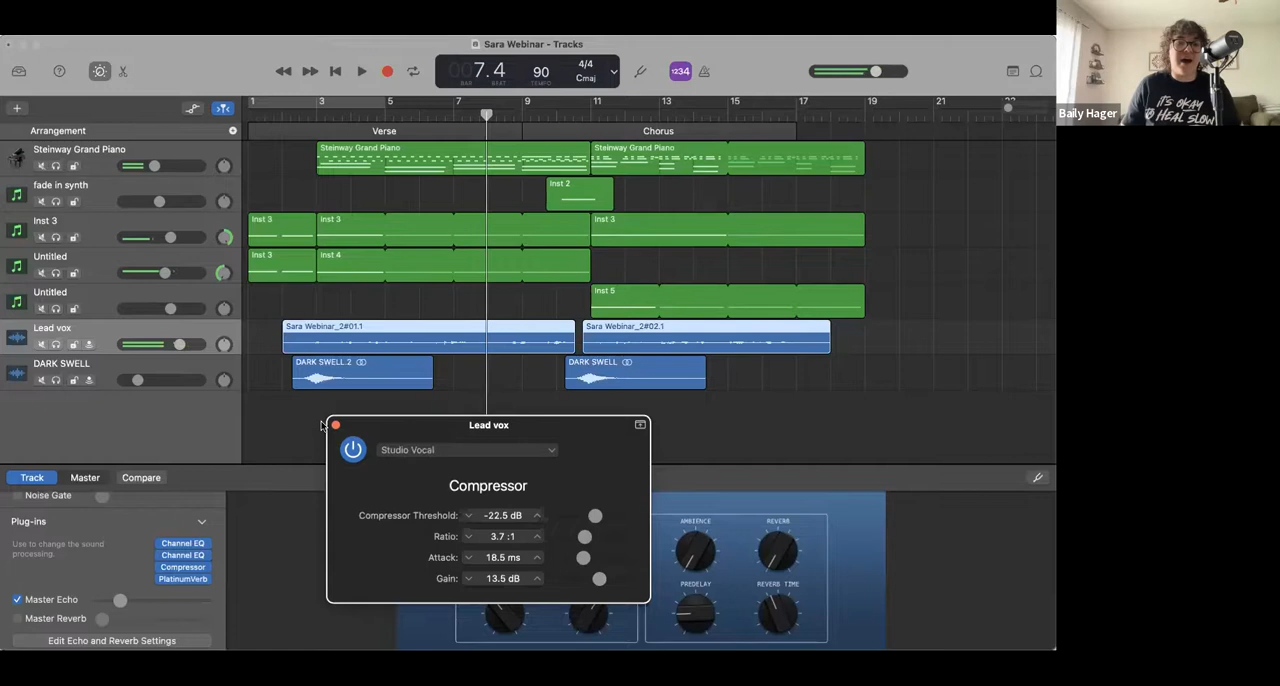 Sara Webinar - Tracks
007.4
BAR
BEAT
90
TEMPO
4/4
Cmaj
1234
1
3
5
7
9
11
13
15
17
19
21
Arrangement
Verse
Chorus
Steinway Grand Piano
Steinway Grand Piano
Steinway Grand Piano
fade in synth
Inst 2
Inst 3
Inst 3
Inst 3
Inst 3
Untitled
Inst 3
Inst 4
Untitled
Inst 5
Lead vox
Sara Webinar_2#01.1
Sara Webinar_2#02.1
DARK SWELL
DARK SWELL.2
DARK SWELL
Lead vox
Studio Vocal
Compressor
Compressor Threshold:
-22.5 dB
Ratio:
3.7 :1
Attack:
18.5 ms
Gain:
13.5 dB
Track
Master
Compare
Noise Gate
Plug-ins
Use to change the sound
processing.
Channel EQ
Channel EQ
Compressor
PlatinumVerb
Master Echo
Master Reverb
Edit Echo and Reverb Settings
AMBIENCE
REVERB
PREDELAY
REVERB TIME
IT'S OKAY
HEAL SLOW
Baily Hager